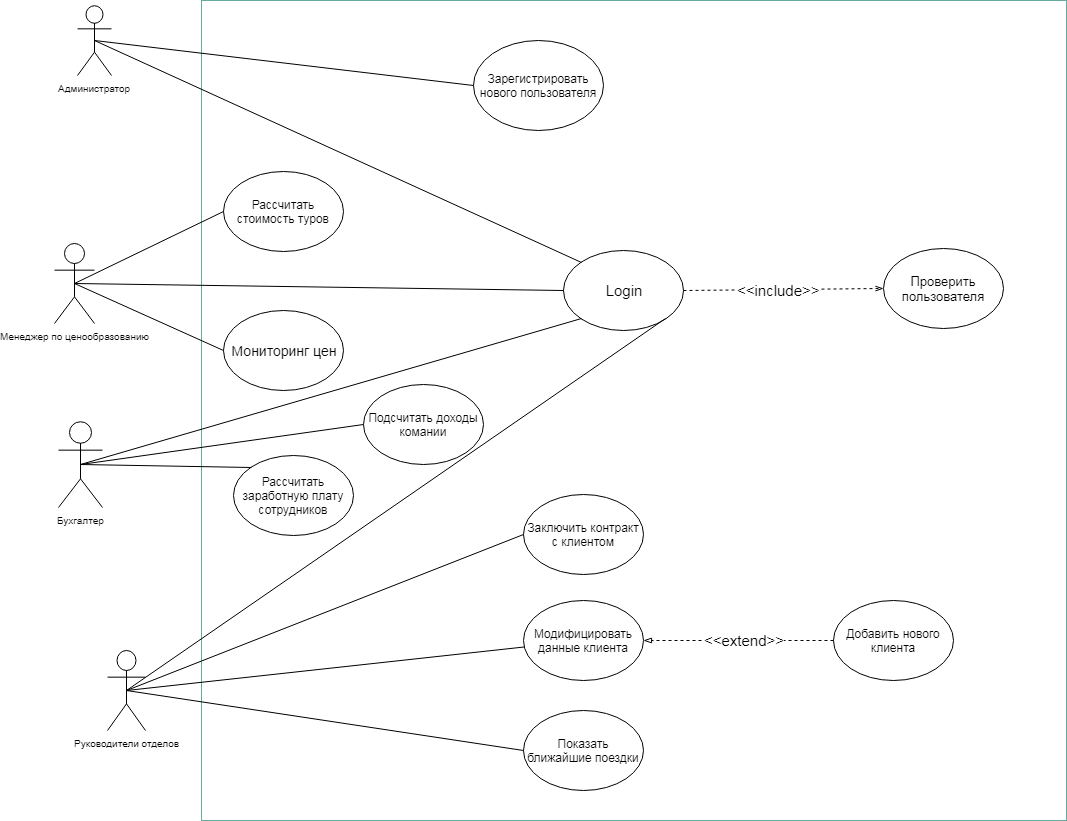 Администратор
Зарегистрировать
нового пользователя
Рассчитать
стоимость туров
Менеджер по ценообразованию
Login
<<include>>
Проверить
пользователя
Мониторинг цен
Подсчитать доходы
комании
Бухгалтер
Рассчитать
заработную плату
сотрудников
Заключить контракт
с клиентом
Модифицировать
данные клиента
<<extend>>
Добавить нового
клиента
Руководители отделов
Показать
ближайшие поездки